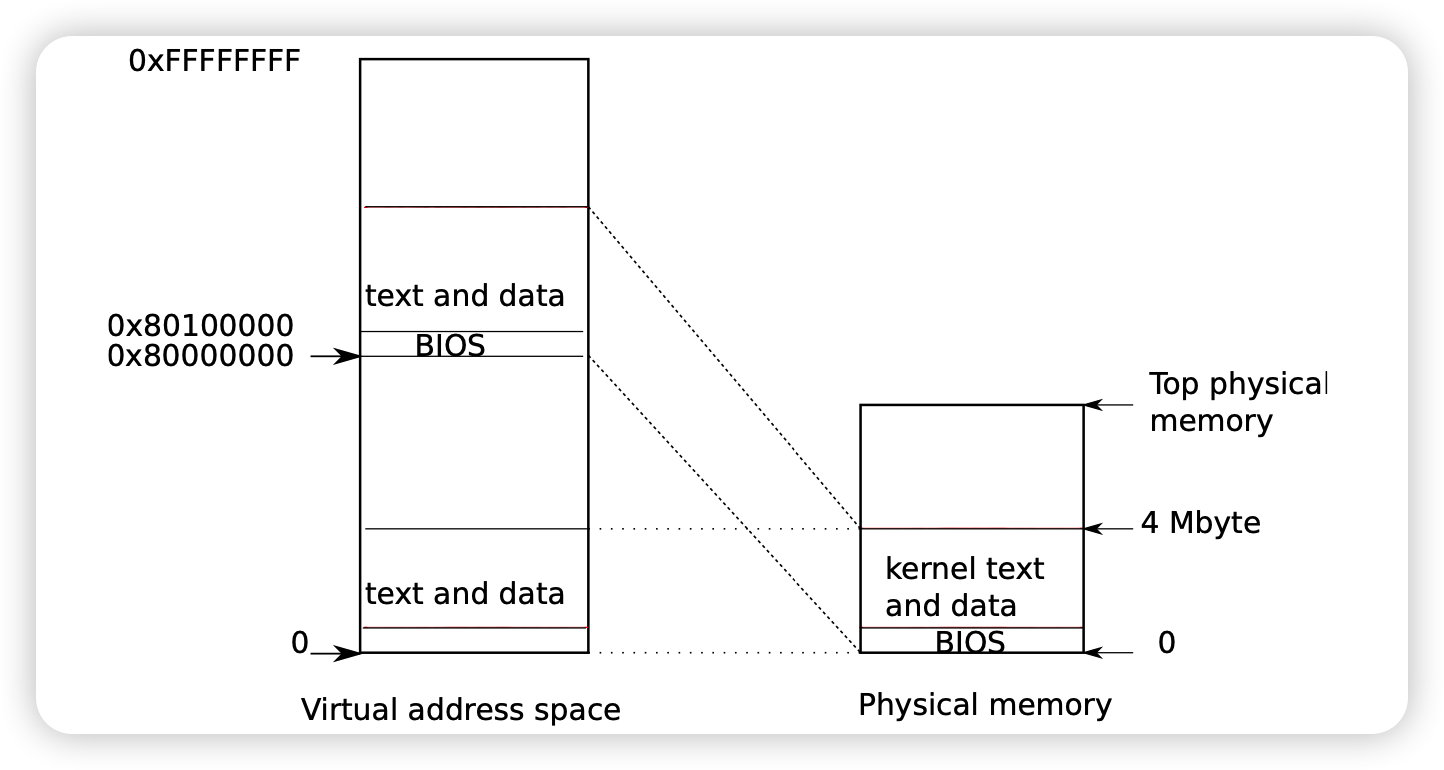 0xFFFFFFFF
text and data
0x80100000
BIOS
0x80000000
Top physical
memory
4 Mbyte
kernel text
and data
text and data
0
BIOS
0
Virtual address space
Physical memory